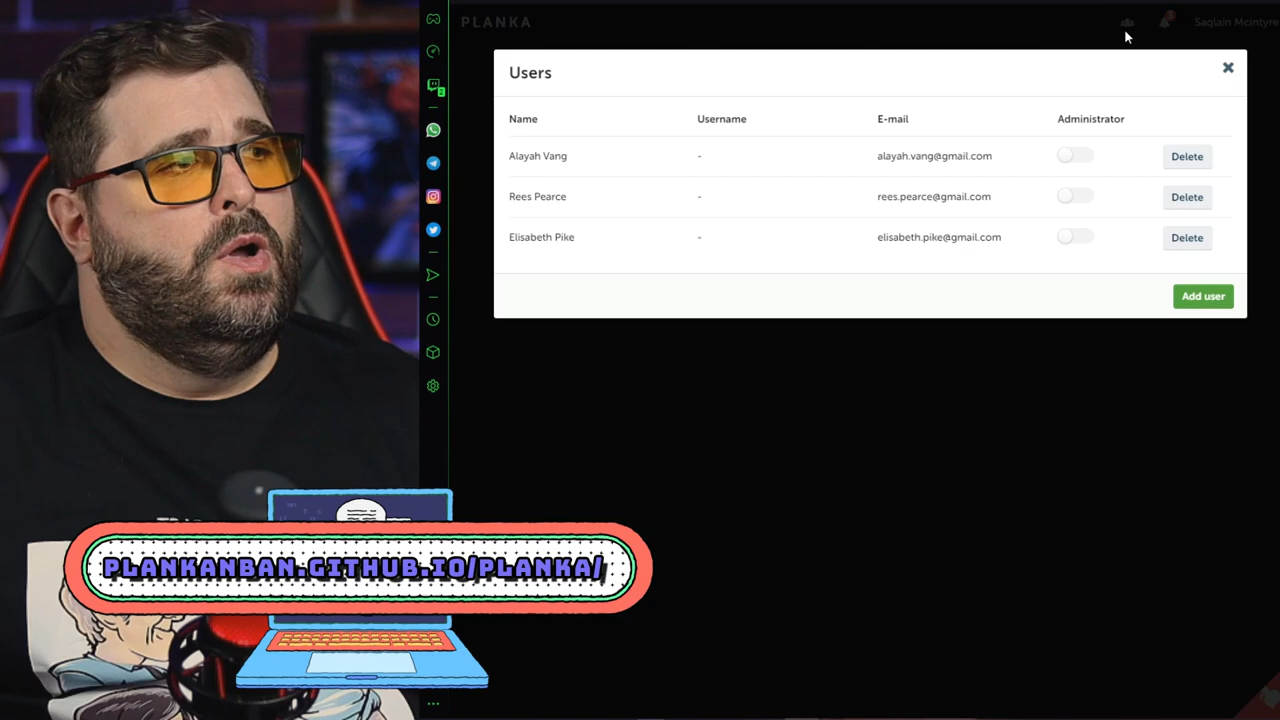 PLANKA
Saqlain Mcintyre
Users
Name Username E-mail Administrator
Alayah Vang - alayah.vang@gmail.com Delete
Rees Pearce - rees.pearce@gmail.com Delete
Elisabeth Pike - elisabeth.pike@gmail.com Delete
Add user
PLANKANBAN.GITHUB.IO/PLANKA/